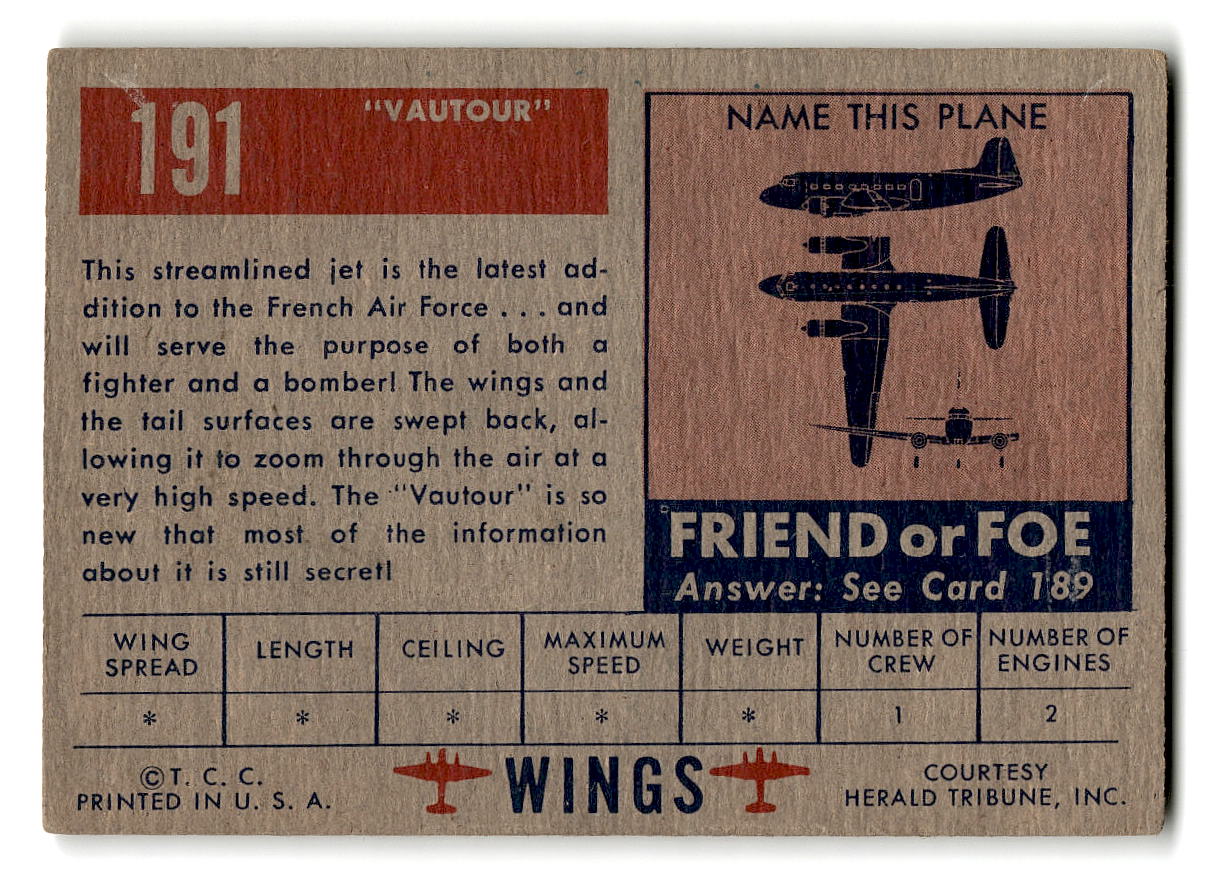 191
"VAUTOUR"
This streamlined jet is the latest ad-
dition to the French Air Force . . . and
will serve the purpose of both a
fighter and a bomber! The wings and
the tail surfaces are swept back, al-
lowing it to zoom through the air at a
very high speed. The "Vautour" is so
new that most of the information
about it is still secret!
NAME THIS PLANE
FRIEND or FOE
Answer: See Card 189
WING SPREAD
LENGTH
CEILING
MAXIMUM SPEED
WEIGHT
NUMBER OF CREW
NUMBER OF ENGINES
* * * * * 1 2
© T. C. C.
PRINTED IN U. S. A.
WINGS
COURTESY
HERALD TRIBUNE, INC.